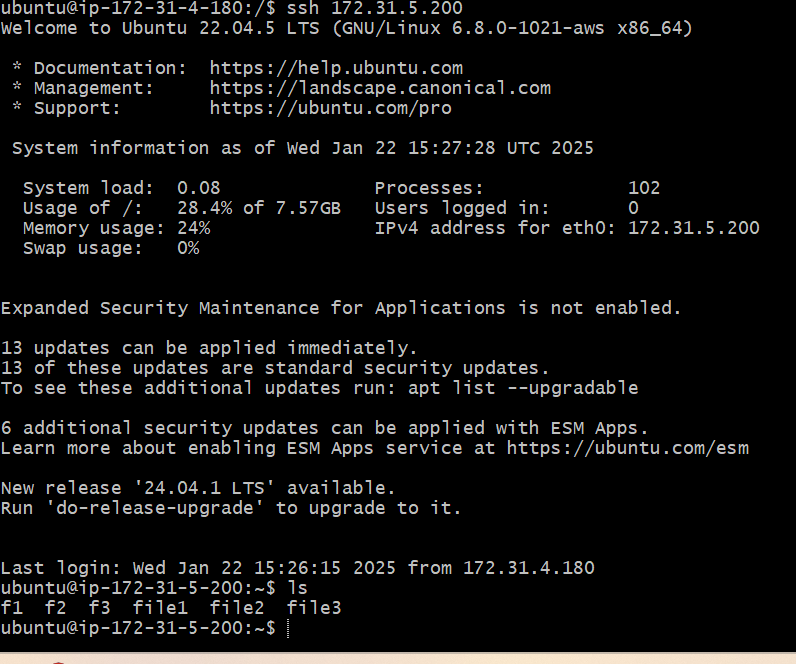 ubuntu@ip-172-31-4-180:/$ ssh 172.31.5.200
Welcome to Ubuntu 22.04.5 LTS (GNU/Linux 6.8.0-1021-aws x86_64)
* Documentation: https://help.ubuntu.com
* Management: https://landscape.canonical.com
* Support: https://ubuntu.com/pro
System information as of Wed Jan 22 15:27:28 UTC 2025
System load: 0.08 Processes: 102
Usage of /: 28.4% of 7.57GB Users logged in: 0
Memory usage: 24% IPv4 address for eth0: 172.31.5.200
Swap usage: 0%
Expanded Security Maintenance for Applications is not enabled.
13 updates can be applied immediately.
13 of these updates are standard security updates.
To see these additional updates run: apt list --upgradable
6 additional security updates can be applied with ESM Apps.
Learn more about enabling ESM Apps service at https://ubuntu.com/esm
New release '24.04.1 LTS' available.
Run 'do-release-upgrade' to upgrade to it.
Last login: Wed Jan 22 15:26:15 2025 from 172.31.4.180
ubuntu@ip-172-31-5-200:~$ ls
f1 f2 f3 file1 file2 file3
ubuntu@ip-172-31-5-200:~$